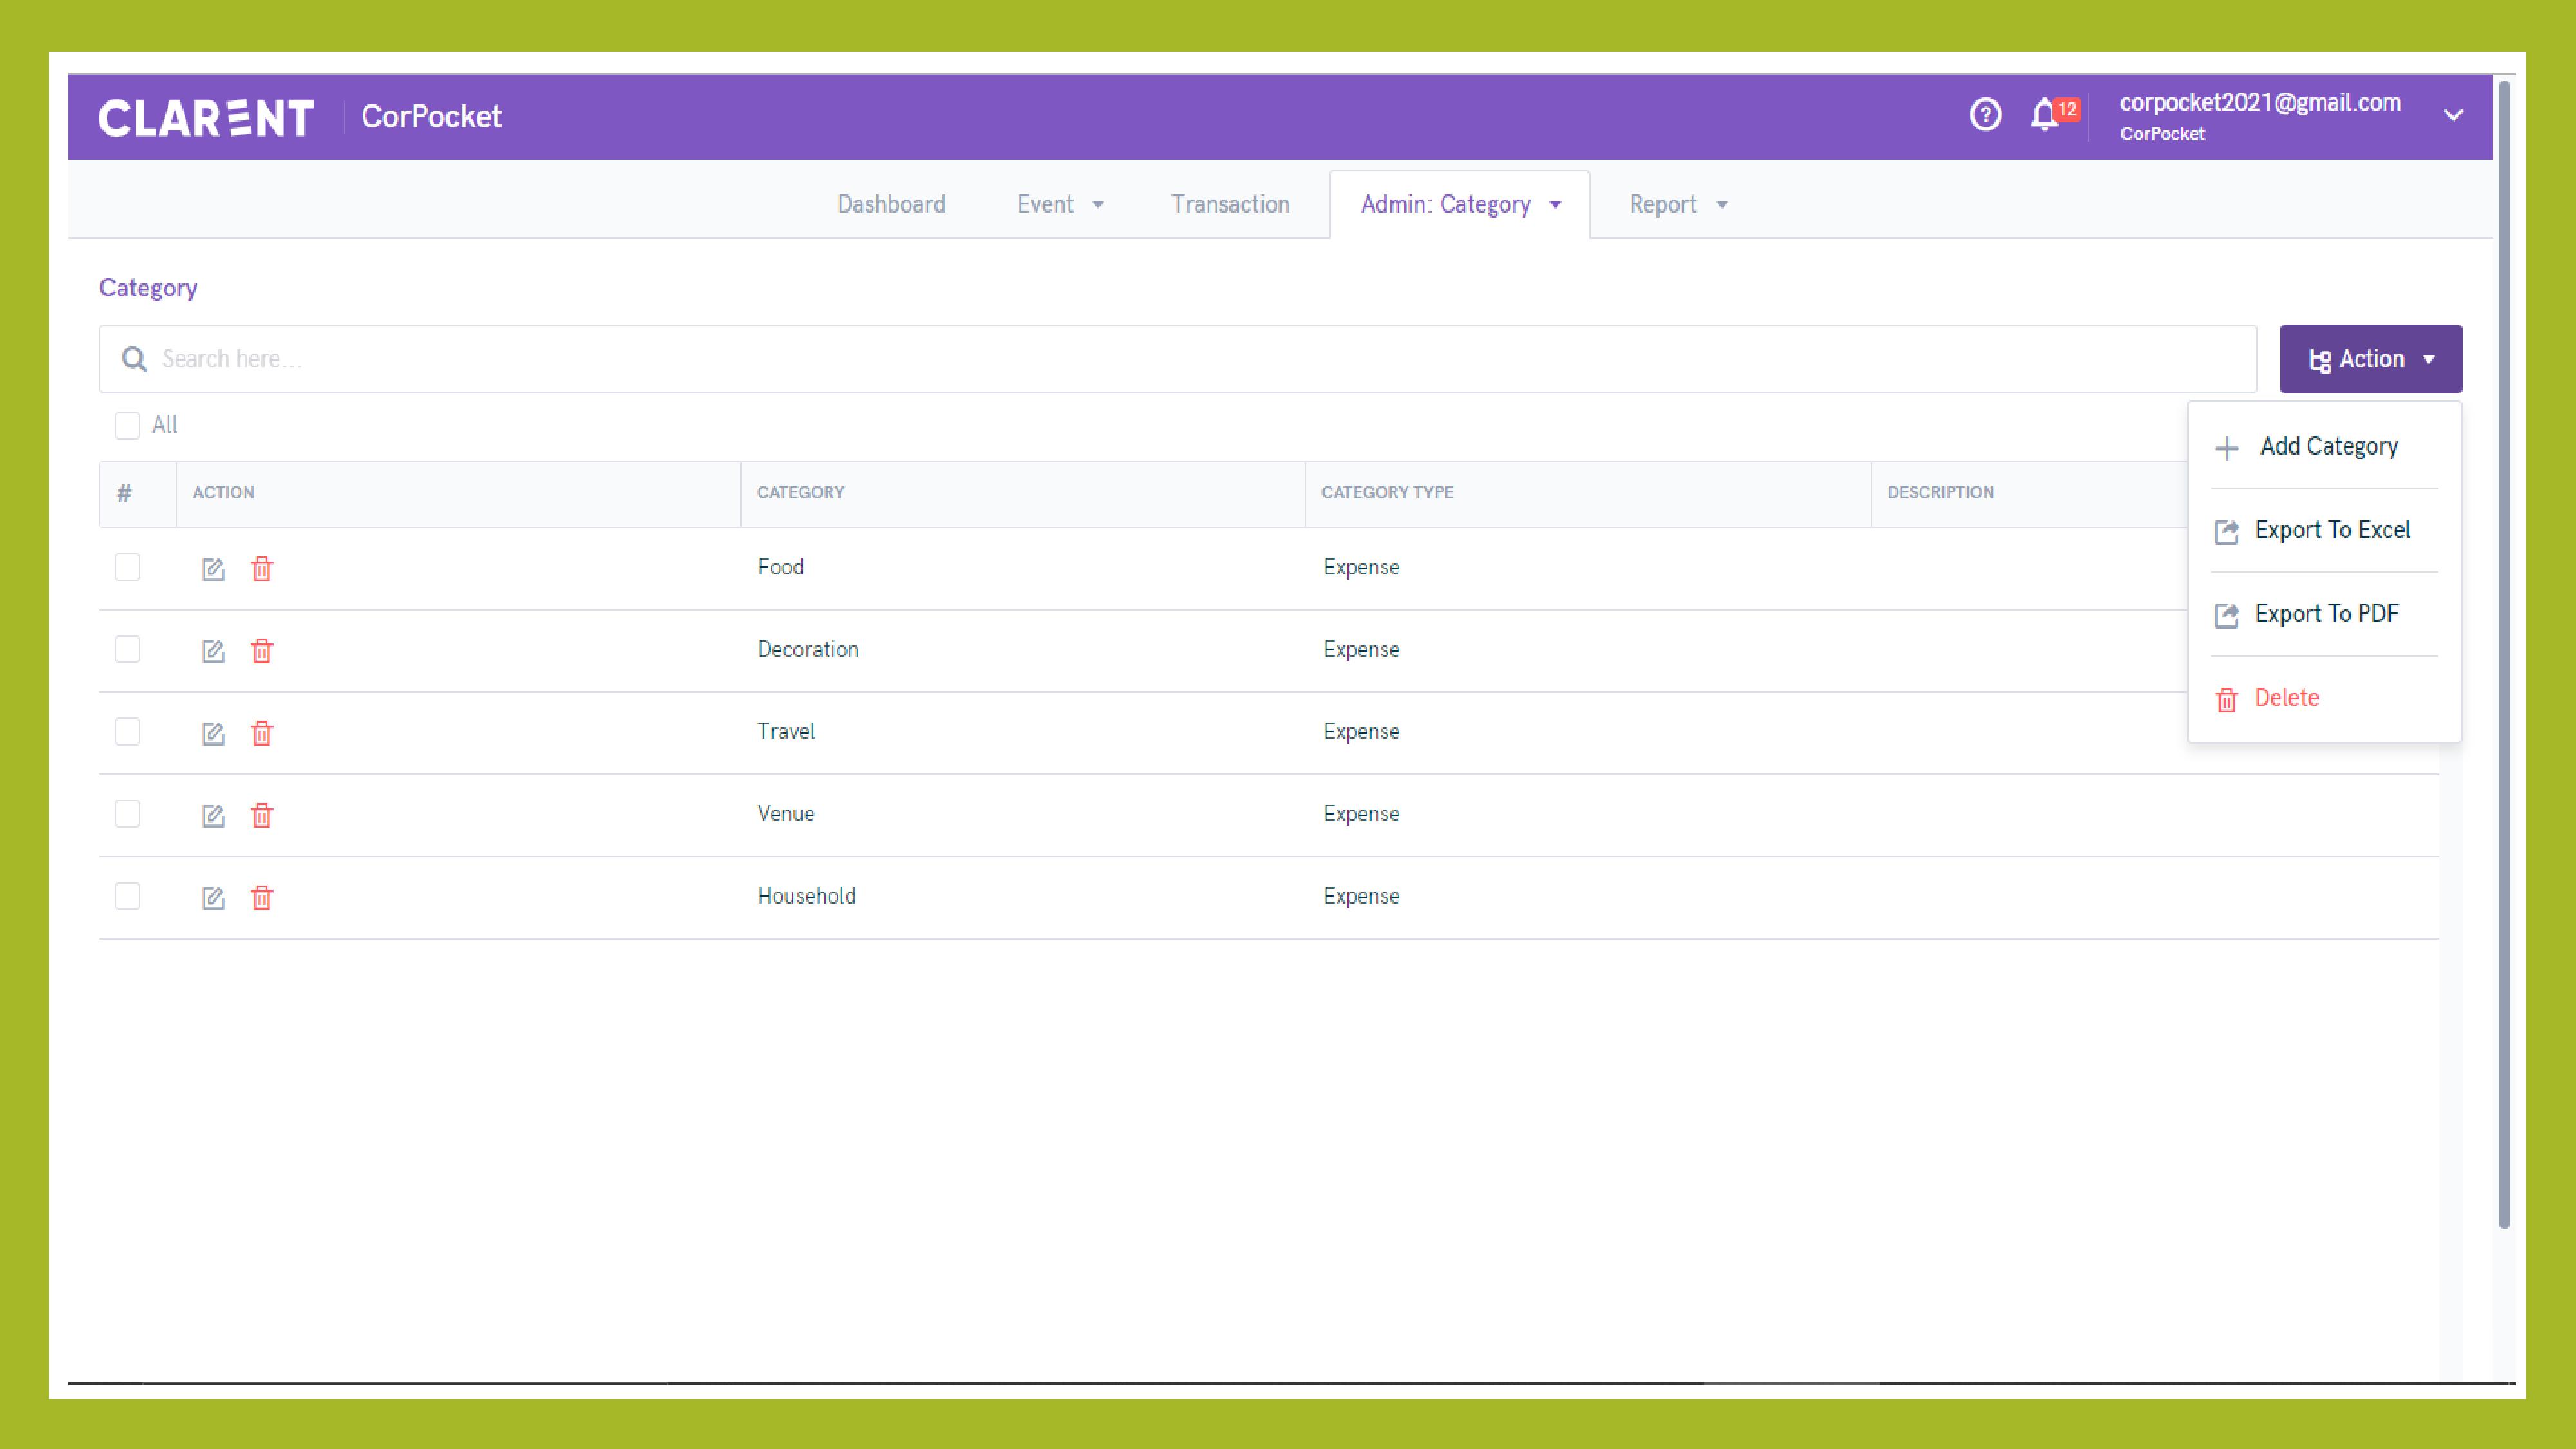 CLARENT CorPocket
12
corpocket2021@gmail.com
CorPocket
Dashboard Event Transaction Admin: Category Report
Category
Search here...
Action
All
Add Category
Export To Excel
Export To PDF
Delete
# ACTION CATEGORY CATEGORY TYPE DESCRIPTION
Food Expense
Decoration Expense
Travel Expense
Venue Expense
Household Expense